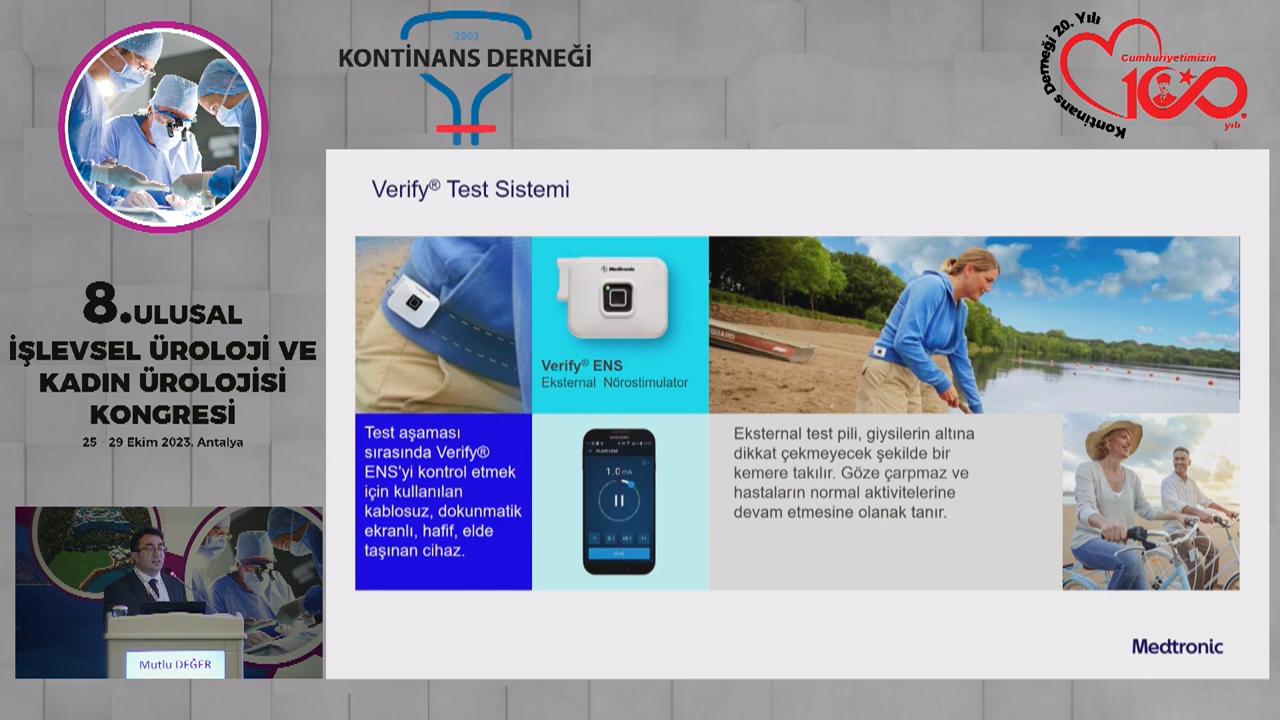 2003
KONTİNANS DERNEĞİ
Kontinans Derneği 20. Yılı
Cumhuriyetimizin
100.
yılı
8.ULUSAL
İŞLEVSEL ÜROLOJİ VE
KADIN ÜROLOJİSİ
KONGRESİ
25 - 29 Ekim 2023. Antalya
Verify® Test Sistemi
Medtronic
Verify® ENS
Eksternal Nörostimulator
GUARD
Test aşaması
sırasında Verify®
ENS'yi kontrol etmek
için kullanılan
kablosuz, dokunmatik
ekranlı, hafif, elde
taşınan cihaz.
SAMSUNG
PLACE LEAD
1.0 mA
Eksternal test pili, giysilerin altına
dikkat çekmeyecek şekilde bir
kemere takılır. Göze çarpmaz ve
hastaların normal aktivitelerine
devam etmesine olanak tanır.
Medtronic
Mutlu DEĞER